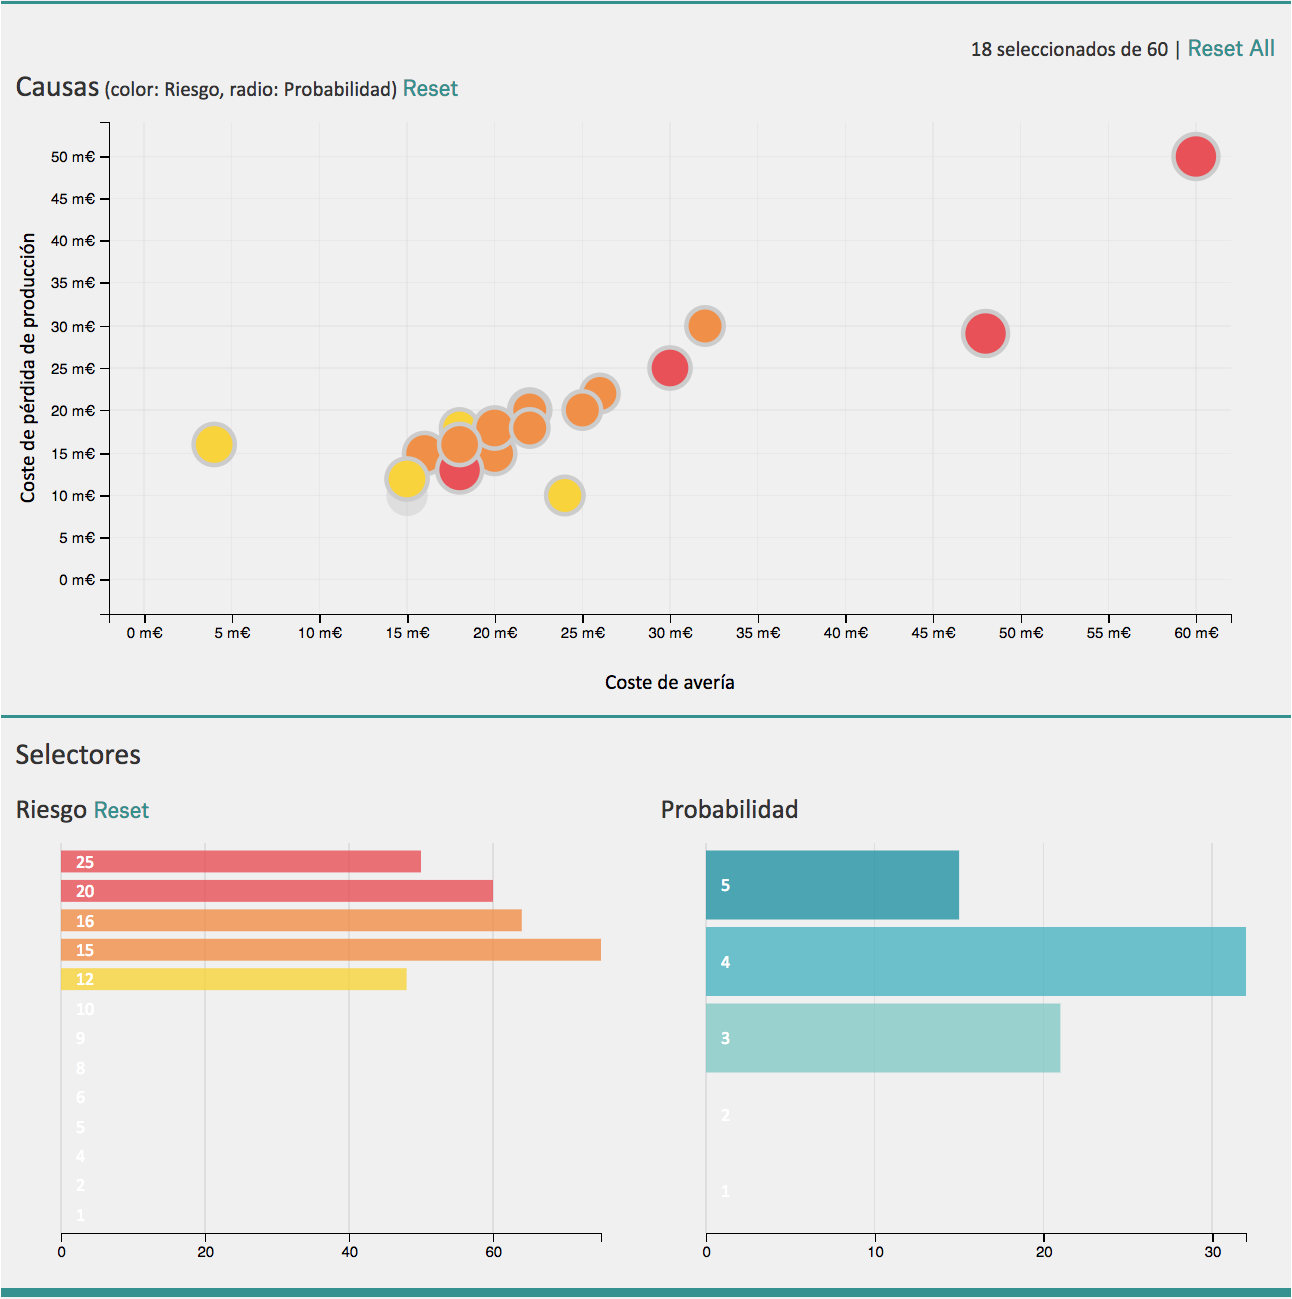 18 seleccionados de 60 | Reset All
Causas (color: Riesgo, radio: Probabilidad) Reset
Coste de pérdida de producción
50 m€
45 m€
40 m€
35 m€
30 m€
25 m€
20 m€
15 m€
10 m€
5 m€
0 m€
0 m€ 5 m€ 10 m€ 15 m€ 20 m€ 25 m€ 30 m€ 35 m€ 40 m€ 45 m€ 50 m€ 55 m€ 60 m€
Coste de avería
Selectores
Riesgo Reset
25
20
16
15
12
10
9
8
6
5
4
2
1
0 20 40 60
Probabilidad
5
4
3
2
1
0 10 20 30